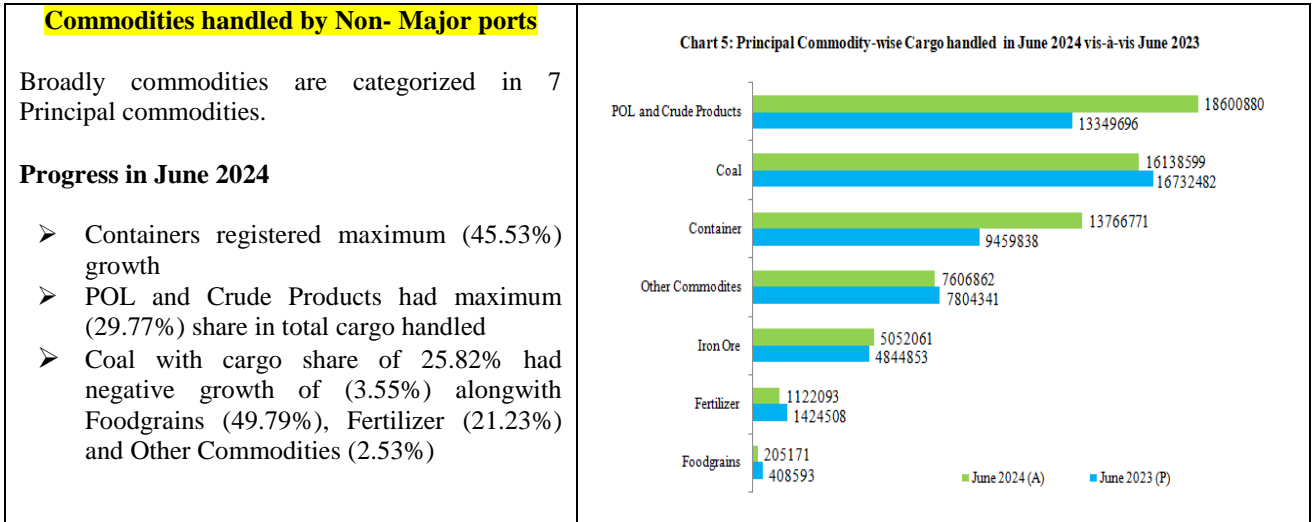 Commodities handled by Non- Major ports
Broadly commodities are categorized in 7
Principal commodities.
Progress in June 2024
➢ Containers registered maximum (45.53%)
growth
➢ POL and Crude Products had maximum
(29.77%) share in total cargo handled
➢ Coal with cargo share of 25.82% had
negative growth of (3.55%) alongwith
Foodgrains (49.79%), Fertilizer (21.23%)
and Other Commodities (2.53%)
Chart 5: Principal Commodity-wise Cargo handled in June 2024 vis-à-vis June 2023
POL and Crude Products
18600880
13349696
Coal
16138599
16732482
Container
13766771
9459838
Other Commodites
7606862
7804341
Iron Ore
5052061
4844853
Fertilizer
1122093
1424508
Foodgrains
205171
408593
June 2024 (A)
June 2023 (P)